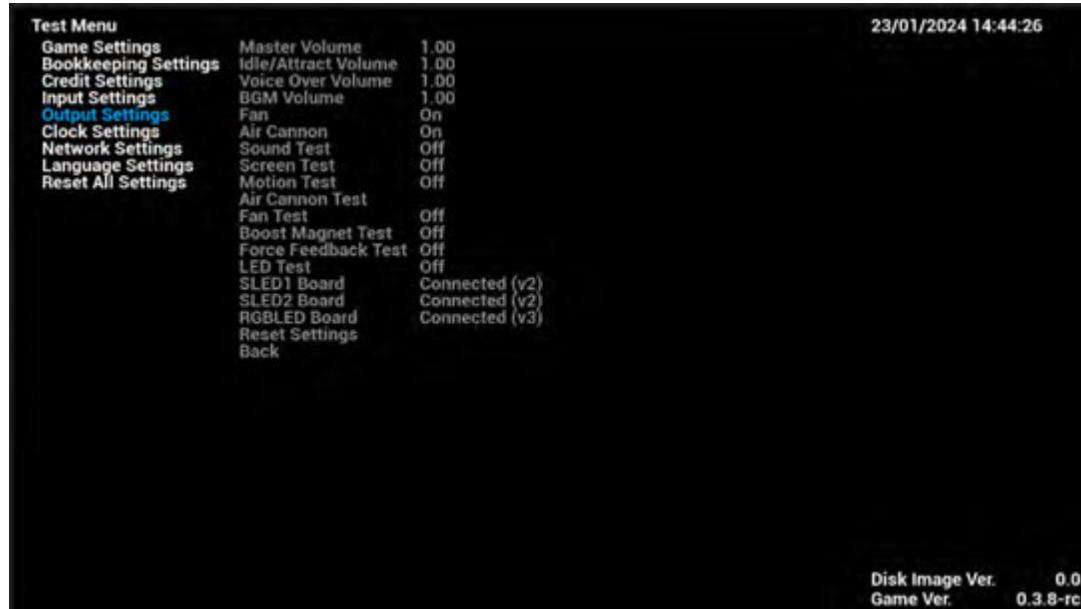 Test Menu 23/01/2024 14:44:26
Game Settings Master Volume 1.00
Bookkeeping Settings Idle/Attract Volume 1.00
Credit Settings Voice Over Volume 1.00
Input Settings BGM Volume 1.00
Output Settings Fan On
Clock Settings Air Cannon On
Network Settings Sound Test Off
Language Settings Screen Test Off
Reset All Settings Motion Test Off
Air Cannon Test
Fan Test Off
Boost Magnet Test Off
Force Feedback Test Off
LED Test Off
SLED1 Board Connected (v2)
SLED2 Board Connected (v2)
RGBLED Board Connected (v3)
Reset Settings
Back
Disk Image Ver. 0.0
Game Ver. 0.3.8-rc